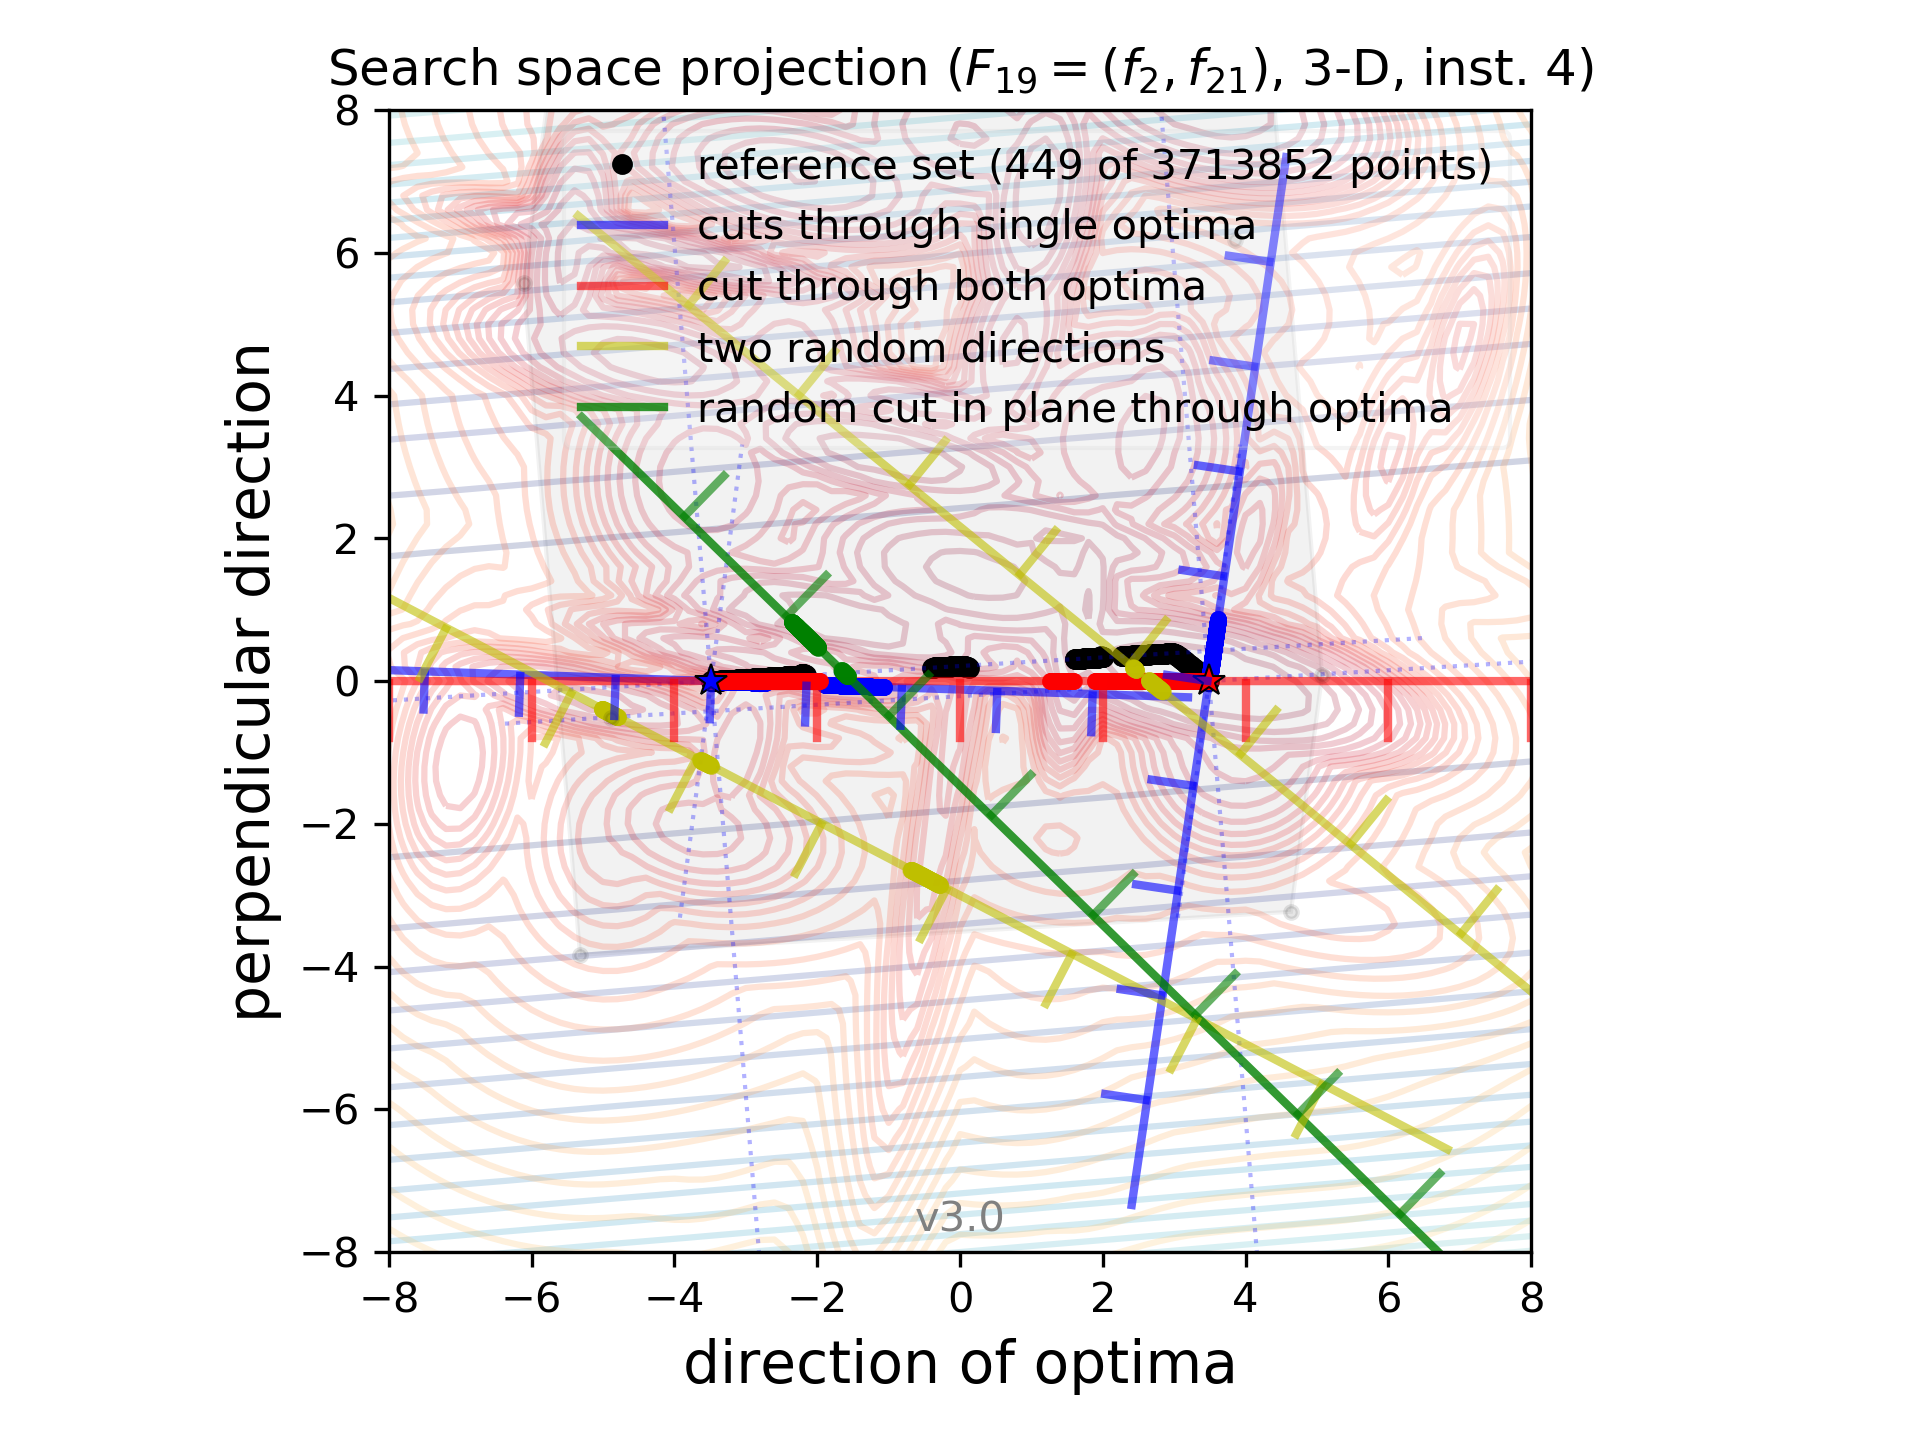 Search space projection (F₁₉ = (f₂, f₂₁), 3-D, inst. 4)
8
6
4
2
0
−2
−4
−6
−8
perpendicular direction
reference set (449 of 3713852 points)
cuts through single optima
cut through both optima
two random directions
random cut in plane through optima
v3.0
−8 −6 −4 −2 0 2 4 6 8
direction of optima